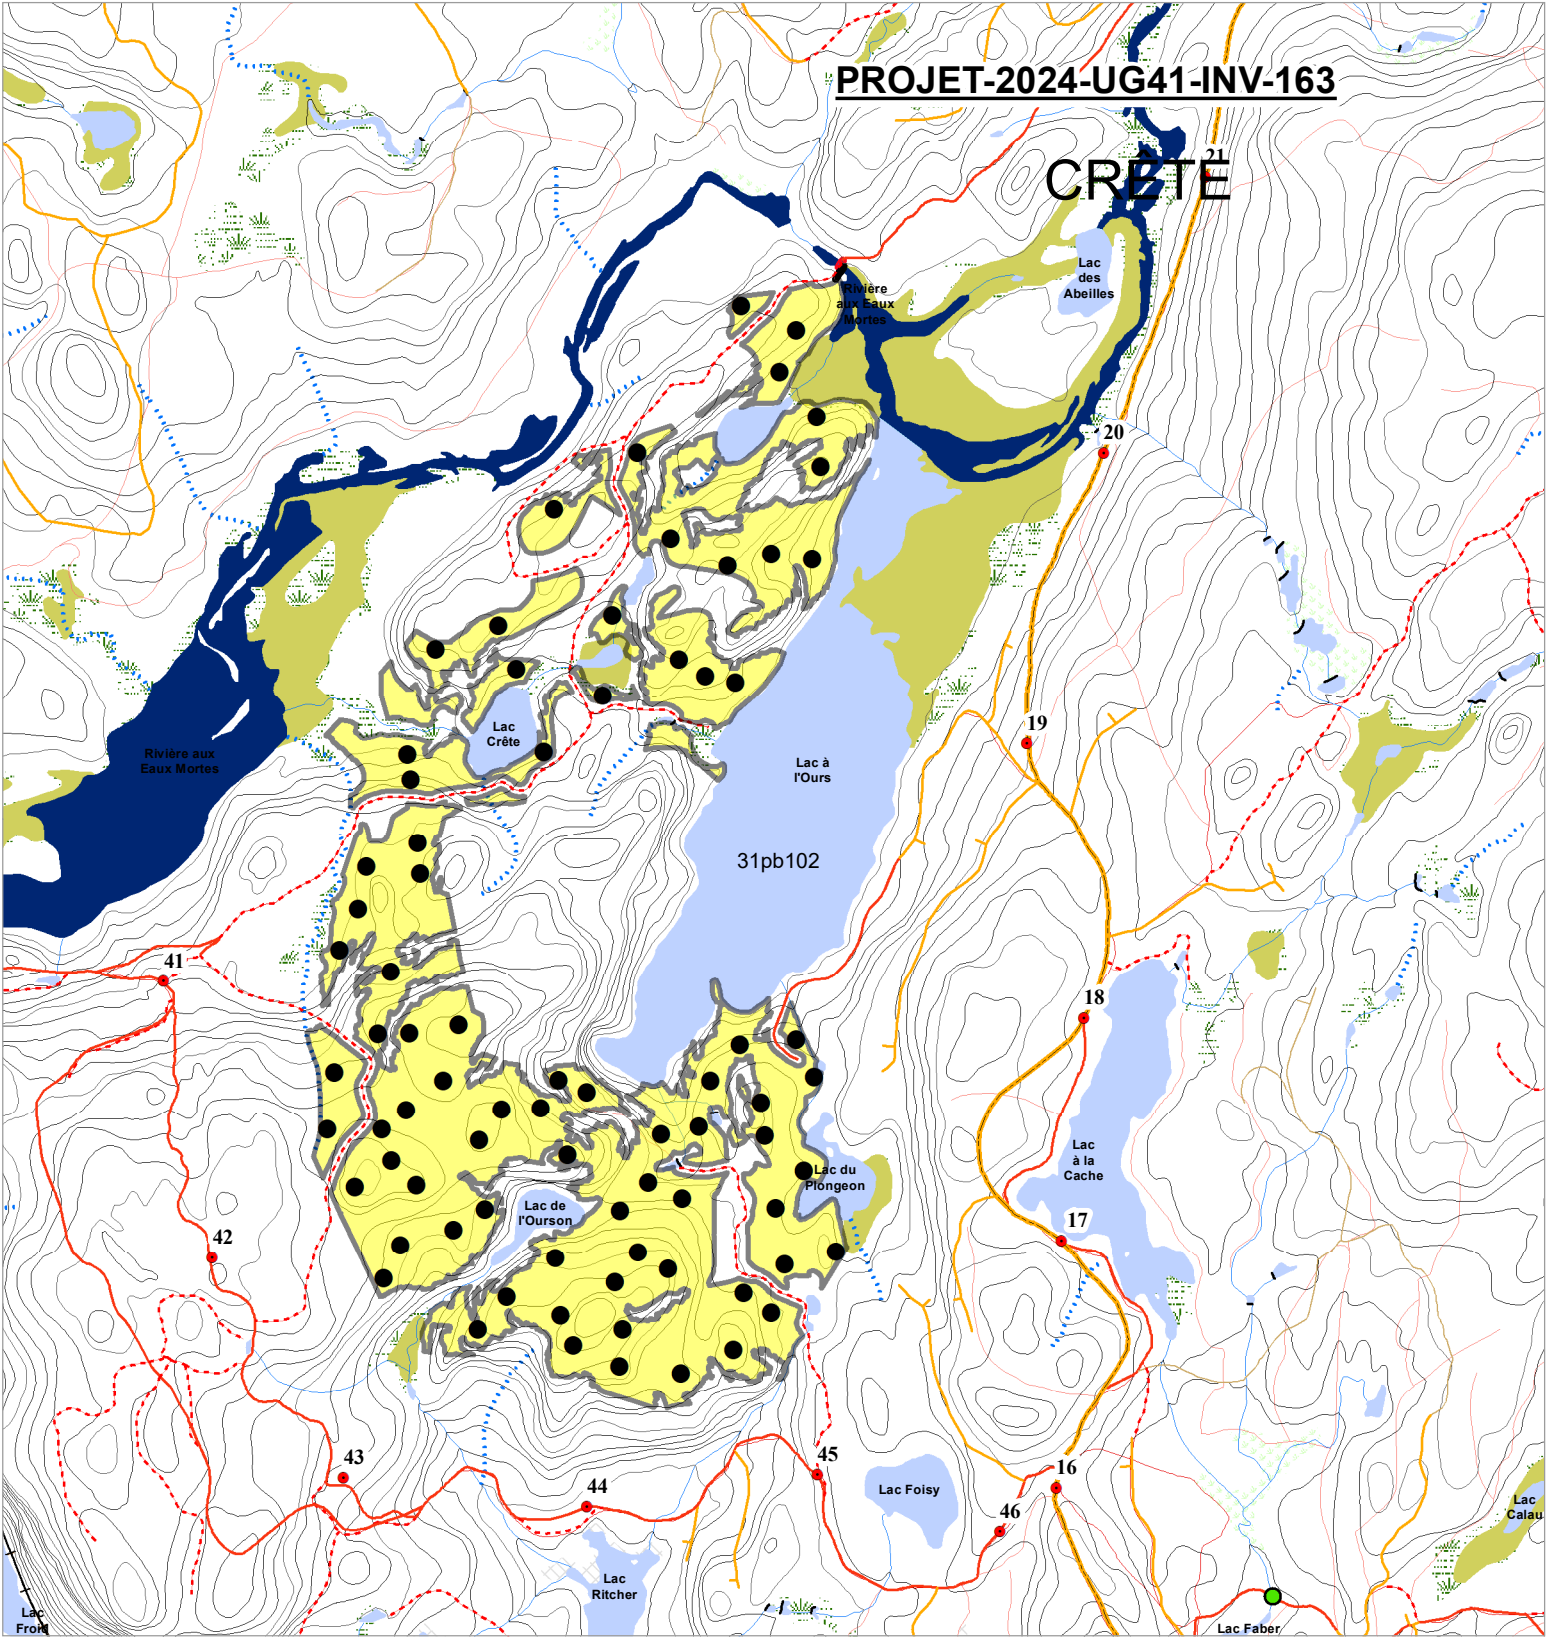 PROJET-2024-UG41-INV-163
21
CRÊTE
Lac
des
Abeilles
Rivière
aux Eaux
Mortes
20
19
Lac
Crête
Rivière aux
Eaux Mortes
Lac à
l'Ours
31pb102
41
18
Lac
à la
Cache
Lac du
Plongeon
Lac de
l'Ourson
17
42
43
45
16
44
Lac Foisy
46
Lac
Calau
Lac
Ritcher
Lac
Froid
Lac Faber